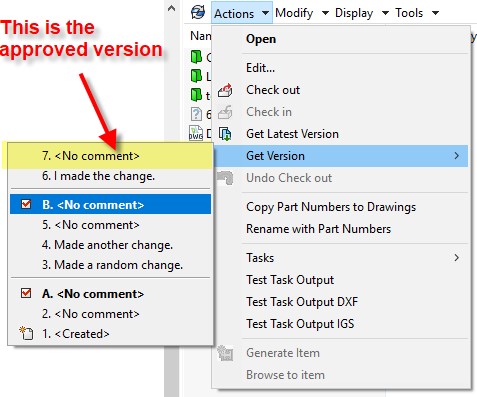 This is the
approved version
Actions Modify Display Tools
Open
Edit...
Check out
Check in
Get Latest Version
Get Version
Undo Check out
Copy Part Numbers to Drawings
Rename with Part Numbers
Tasks
Test Task Output
Test Task Output DXF
Test Task Output IGS
Generate Item
Browse to item
7. <No comment>
6. I made the change.
B. <No comment>
5. <No comment>
4. Made another change.
3. Made a random change.
A. <No comment>
2. <No comment>
1. <Created>
DWG